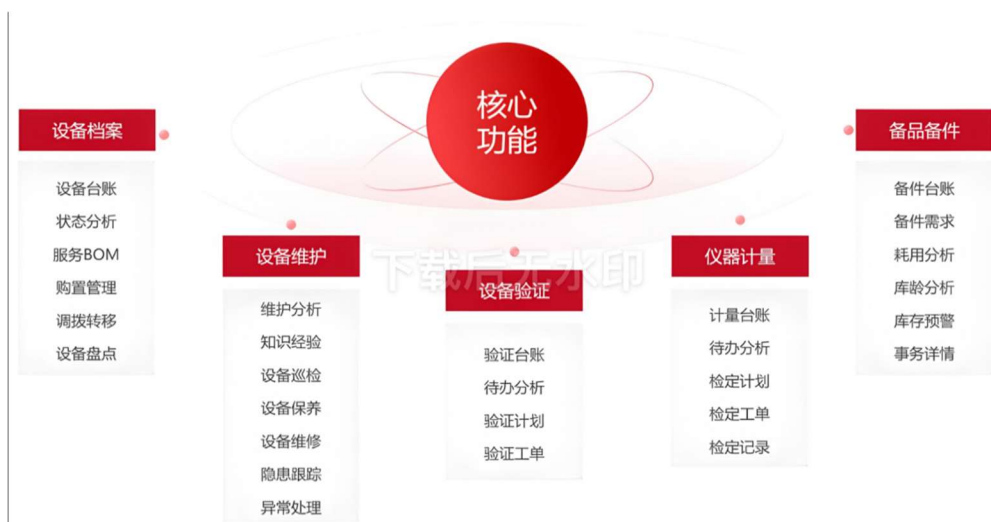 核心
功能
设备档案
设备台账
状态分析
服务BOM
购置管理
调拨转移
设备盘点
设备维护
维护分析
知识经验
设备巡检
设备保养
设备维修
隐患跟踪
异常处理
下载后无水印
设备验证
验证台账
待办分析
验证计划
验证工单
仪器计量
计量台账
待办分析
检定计划
检定工单
检定记录
备品备件
备件台账
备件需求
耗用分析
库龄分析
库存预警
事务详情